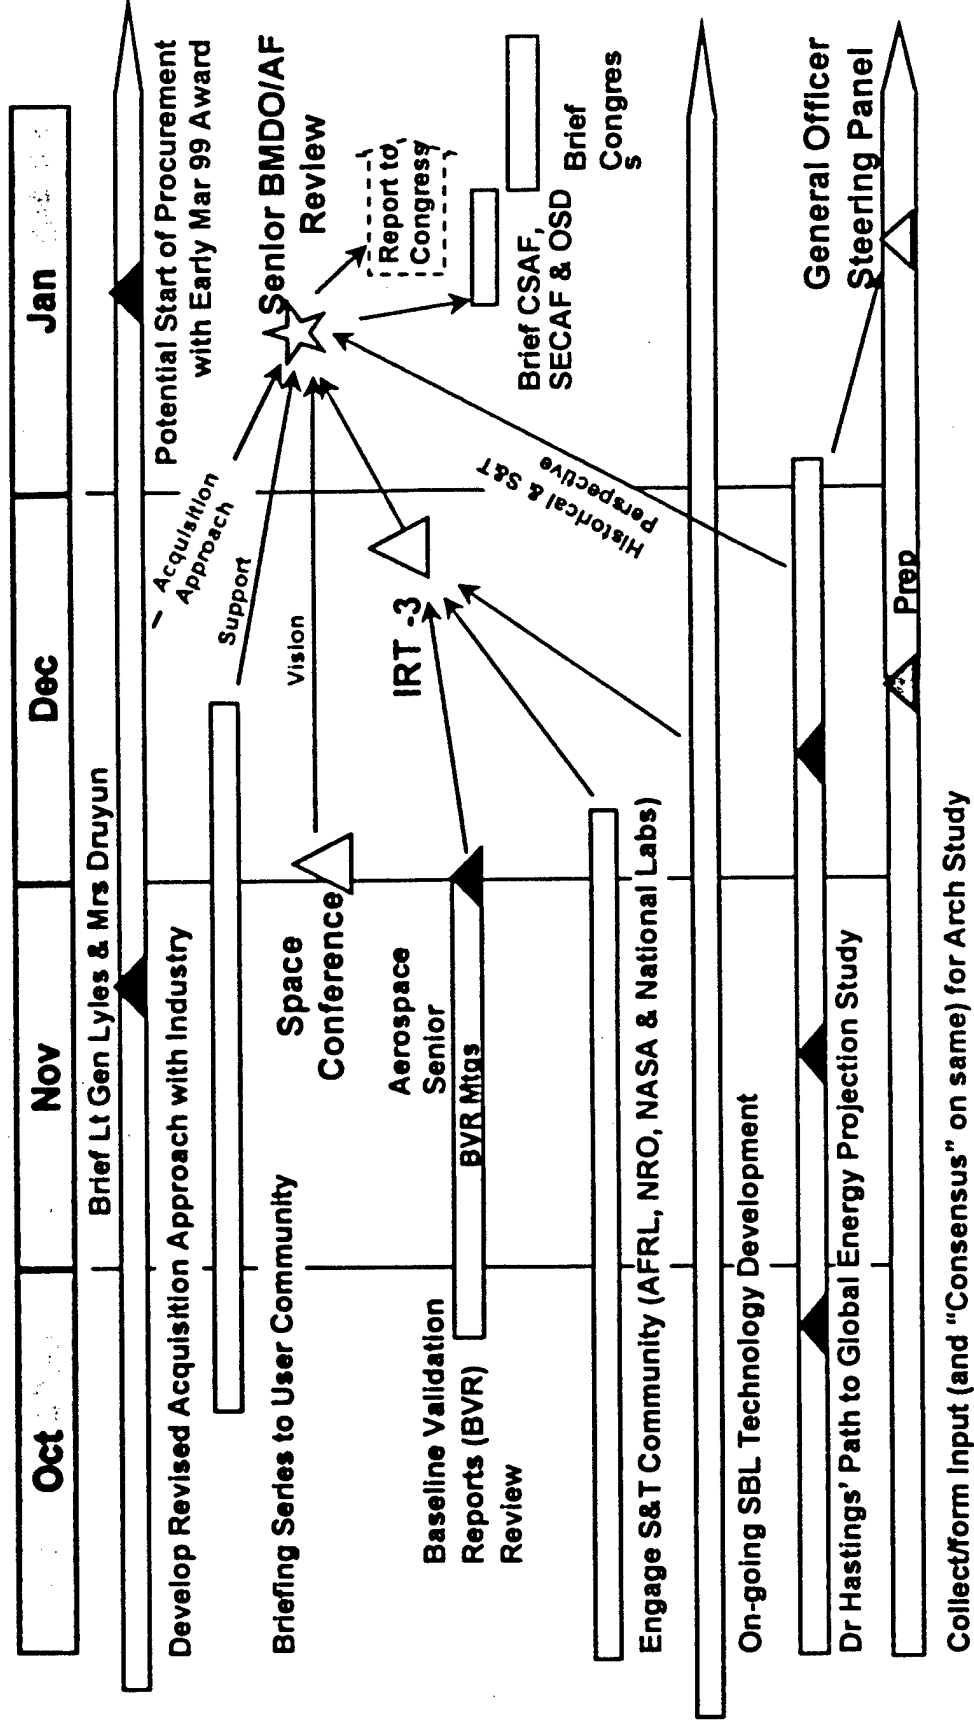 Oct
Nov
Dec
Jan
Brief Lt Gen Lyles & Mrs Druyun
Develop Revised Acquisition Approach with Industry
Potential Start of Procurement
with Early Mar 99 Award
Acquisition
Approach
Briefing Series to User Community
Support
Senior BMDO/AF
Review
Space
Conference
Vision
Report to
Congress
Baseline Validation
Reports (BVR)
Review
Aerospace
Senior
BVR Mtgs
IRT -3
Brief CSAF,
SECAF & OSD
Brief
Congres
s
Engage S&T Community (AFRL, NRO, NASA & National Labs)
Historical & S&T
Perspective
On-going SBL Technology Development
Dr Hastings' Path to Global Energy Projection Study
General Officer
Steering Panel
Prep
Collect/form Input (and "Consensus" on same) for Arch Study